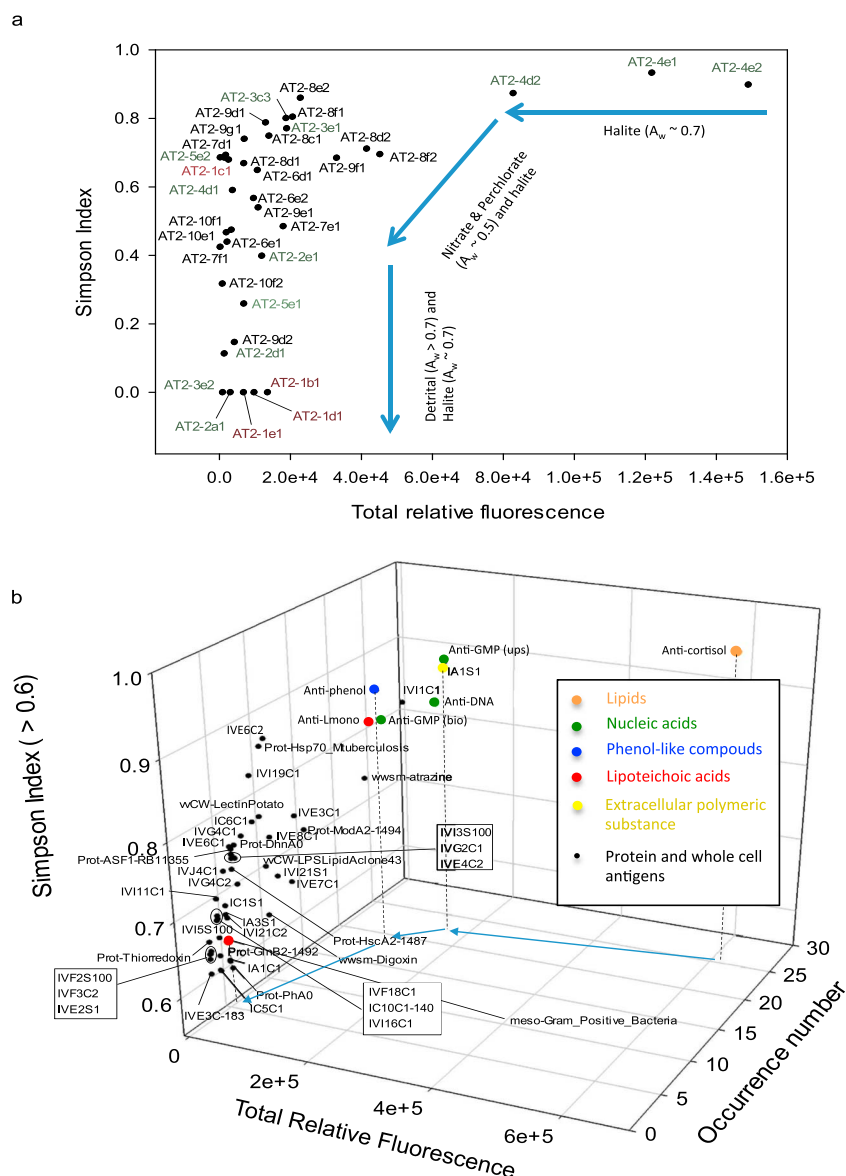 a
1.0
0.8
0.6
0.4
0.2
0.0
Simpson Index
0.0
2.0e+4
4.0e+4
6.0e+4
8.0e+4
1.0e+5
1.2e+5
1.4e+5
1.6e+5
Total relative fluorescence
AT2-4d2
AT2-4e1
AT2-4e2
AT2-8e2
AT2-3c3
AT2-9d1
AT2-8f1
AT2-9g1
AT2-3e1
AT2-7d1
AT2-8c1
AT2-8d2
AT2-5e2
AT2-8d1
AT2-9f1
AT2-8f2
AT2-1c1
AT2-6d1
AT2-4d1
AT2-6e2
AT2-9e1
AT2-10f1
AT2-7e1
AT2-10e1
AT2-6e1
AT2-7f1
AT2-2e1
AT2-10f2
AT2-5e1
AT2-9d2
AT2-2d1
AT2-3e2
AT2-1b1
AT2-1d1
AT2-2a1
AT2-1e1
Halite (Aw ~ 0.7)
Nitrate & Perchlorate
(Aw ~ 0.5) and halite
Detrital (Aw > 0.7) and
Halite (Aw ~ 0.7)
b
1.0
0.9
0.8
0.7
0.6
Simpson Index ( > 0.6)
0
2e+5
4e+5
6e+5
Total Relative Fluorescence
0
5
10
15
20
25
30
Occurrence number
Anti-GMP (ups)
Anti-cortisol
IA1S1
Anti-phenol
IVI1C1
Anti-DNA
Anti-Lmono
Anti-GMP (bio)
IVE6C2
Prot-Hsp70_Mtuberculosis
IVI19C1
wwsm-atrazine
wCW-LectinPotato
IVE3C1
IC6C1
IVG4C1
Prot-ModA2-1494
IVE8C1
IVE6C1
Prot-DhnA0
Prot-ASF1-RB11355
wCW-LPSLipidAclone43
IVJ4C1
IVI21S1
IVG4C2
IVE7C1
IVI11C1
IC1S1
IA3S1
IVI5S100
IVI21C2
Prot-HscA2-1487
Prot-Thiorredoxin
Prot-GlnB2-1492
wwsm-Digoxin
IA1C1
Prot-PhA0
IC5C1
IVE3C-183
meso-Gram_Positive_Bacteria
IVI3S100
IVG2C1
IVE4C2
IVF2S100
IVF3C2
IVE2S1
IVF18C1
IC10C1-140
IVI16C1
Lipids
Nucleic acids
Phenol-like compouds
Lipoteichoic acids
Extracellular polymeric
substance
Protein and whole cell
antigens